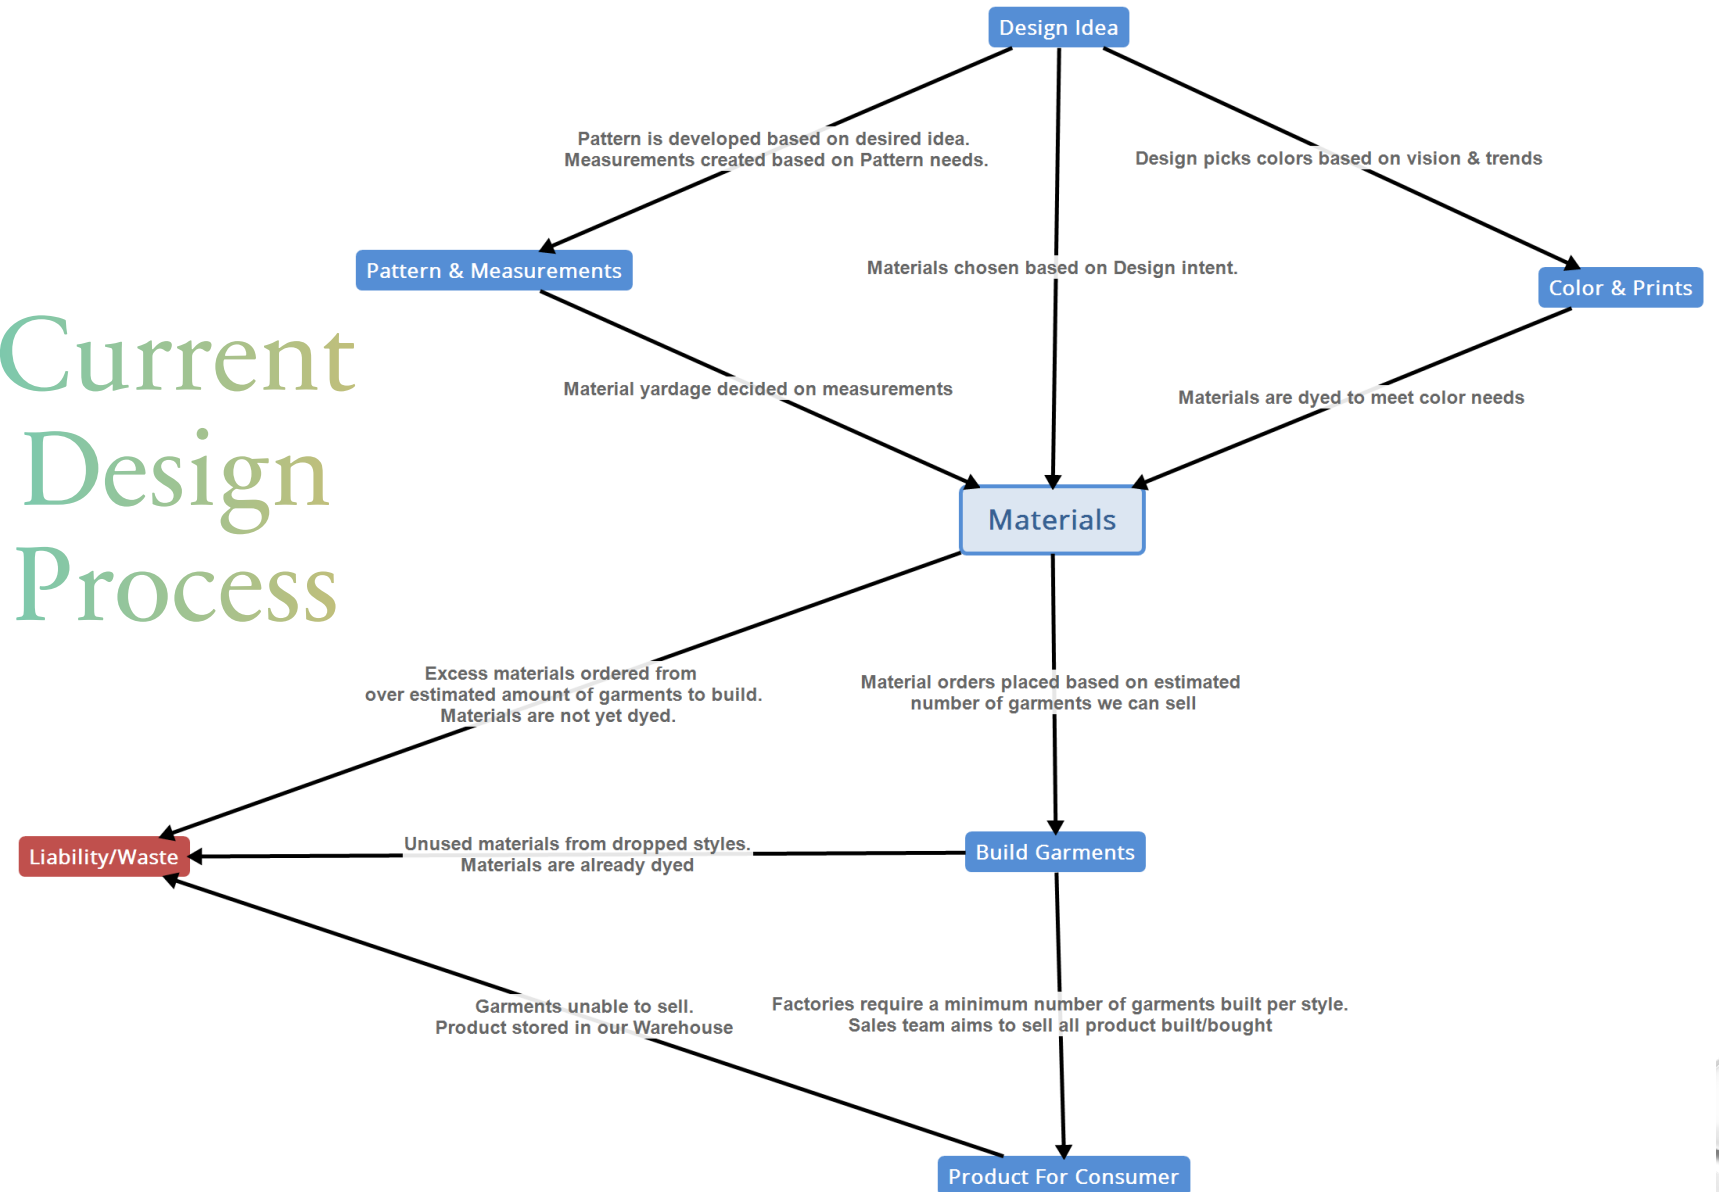 Design Idea
Pattern is developed based on desired idea.
Measurements created based on Pattern needs.
Design picks colors based on vision & trends
Pattern & Measurements
Materials chosen based on Design intent.
Color & Prints
Current
Design
Process
Material yardage decided on measurements
Materials are dyed to meet color needs
Materials
Excess materials ordered from
over estimated amount of garments to build.
Materials are not yet dyed.
Material orders placed based on estimated
number of garments we can sell
Liability/Waste
Unused materials from dropped styles.
Materials are already dyed
Build Garments
Garments unable to sell.
Product stored in our Warehouse
Factories require a minimum number of garments built per style.
Sales team aims to sell all product built/bought
Product For Consumer